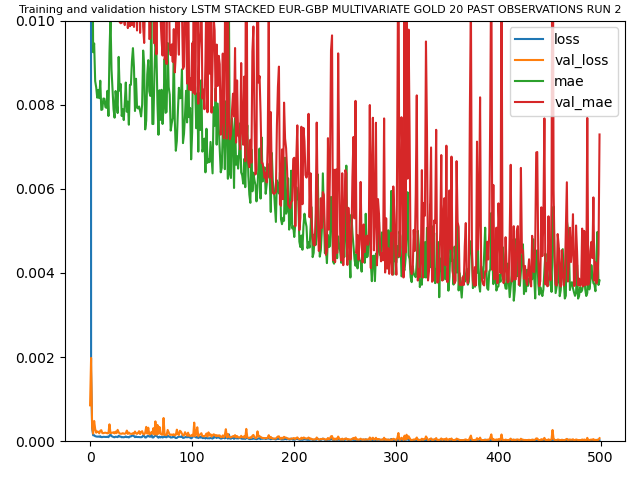 Training and validation history LSTM STACKED EUR-GBP MULTIVARIATE GOLD 20 PAST OBSERVATIONS RUN 2
0.010
0.008
0.006
0.004
0.002
0.000
0 100 200 300 400 500
loss
val_loss
mae
val_mae